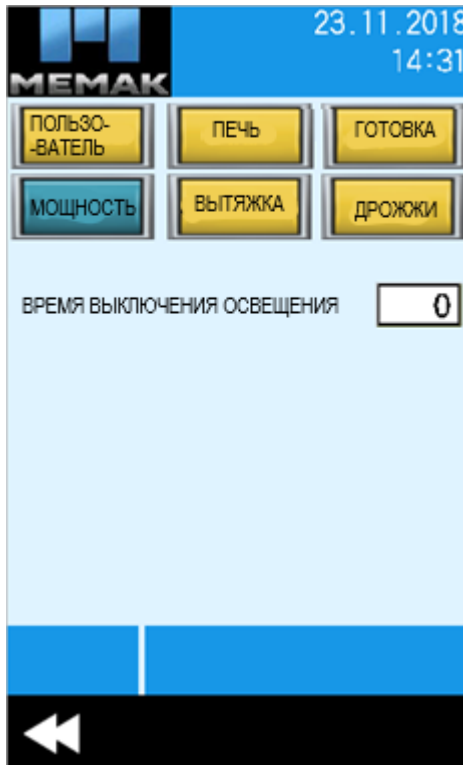 23.11.2018
14:31
MEMAK
ПОЛЬЗО-
-ВАТЕЛЬ
ПЕЧЬ
ГОТОВКА
МОЩНОСТЬ
ВЫТЯЖКА
ДРОЖЖИ
ВРЕМЯ ВЫКЛЮЧЕНИЯ ОСВЕЩЕНИЯ 0